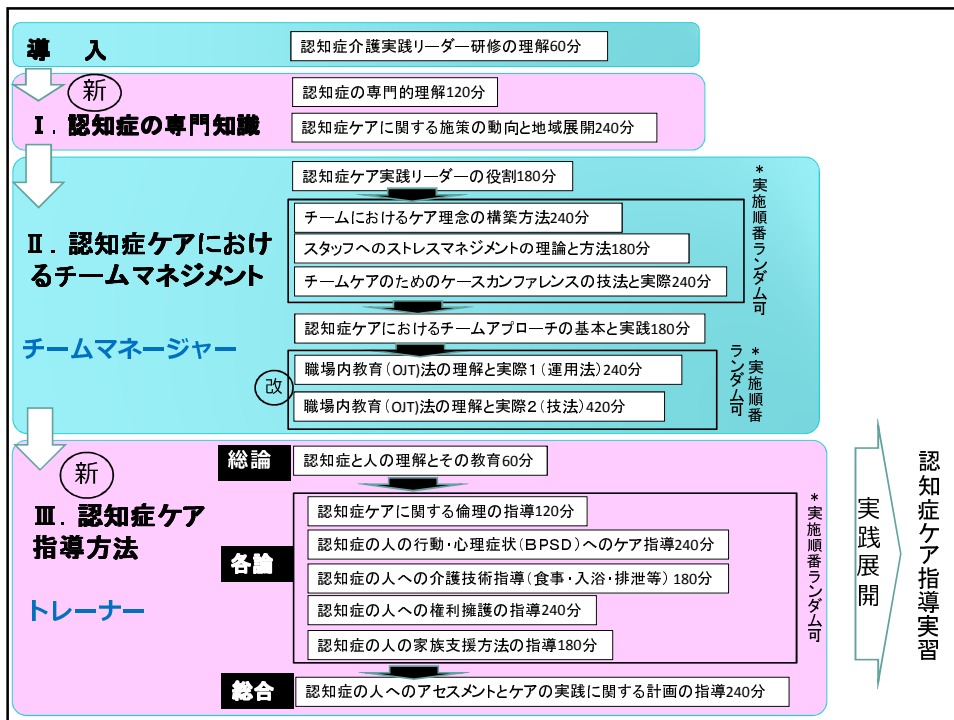 導 入
認知症介護実践リーダー研修の理解60分
新
Ⅰ．認知症の専門知識
認知症の専門的理解120分
認知症ケアに関する施策の動向と地域展開240分
Ⅱ．認知症ケアにおけ
るチームマネジメント
チームマネージャー
認知症ケア実践リーダーの役割180分
チームにおけるケア理念の構築方法240分
スタッフへのストレスマネジメントの理論と方法180分
チームケアのためのケースカンファレンスの技法と実際240分
*実施順番ランダム可
認知症ケアにおけるチームアプローチの基本と実践180分
改
職場内教育（OJT)法の理解と実際１（運用法）240分
職場内教育（OJT)法の理解と実際２（技法）420分
*実施順番
ランダム可
新
Ⅲ．認知症ケア
指導方法
トレーナー
総論
認知症と人の理解とその教育60分
各論
認知症ケアに関する倫理の指導120分
認知症の人の行動・心理症状（ＢＰＳＤ）へのケア指導240分
認知症の人への介護技術指導（食事・入浴・排泄等）180分
認知症の人への権利擁護の指導240分
認知症の人の家族支援方法の指導180分
*実施順番ランダム可
総合
認知症の人へのアセスメントとケアの実践に関する計画の指導240分
実践展開
認知症ケア指導実習